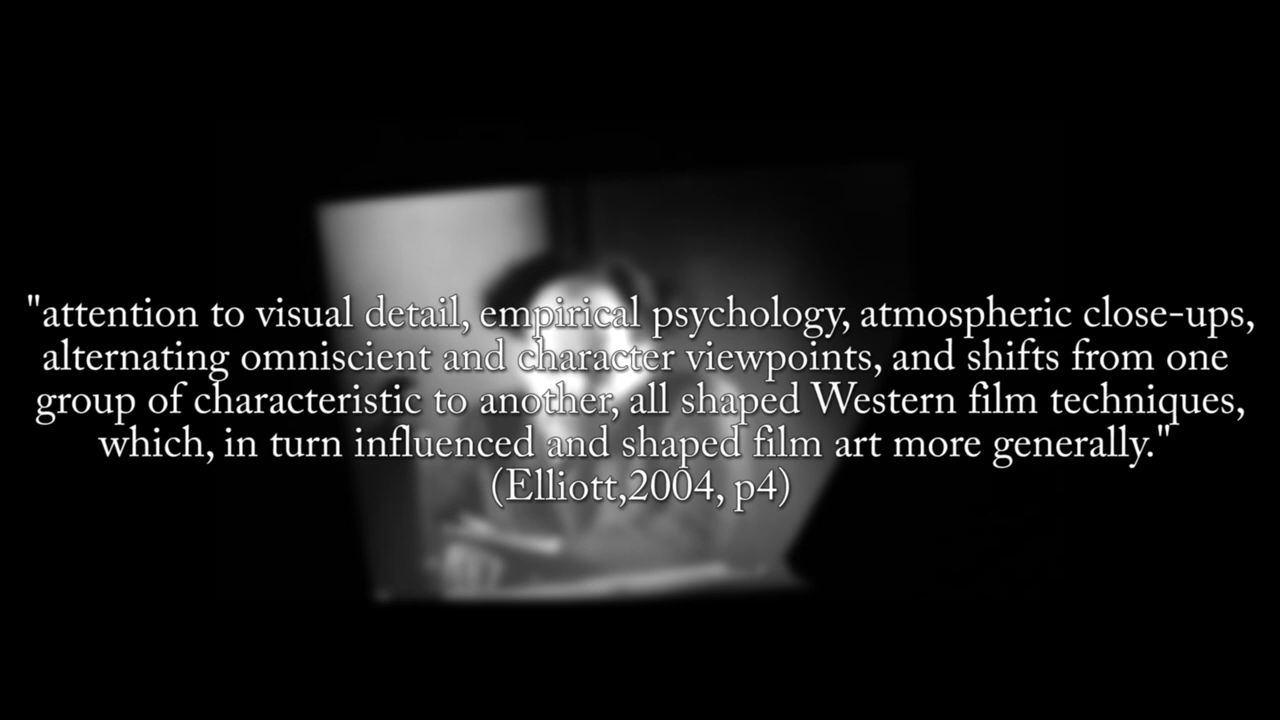 "attention to visual detail, empirical psychology, atmospheric close-ups,
alternating omniscient and character viewpoints, and shifts from one
group of characteristic to another, all shaped Western film techniques,
which, in turn influenced and shaped film art more generally."
(Elliott,2004, p4)